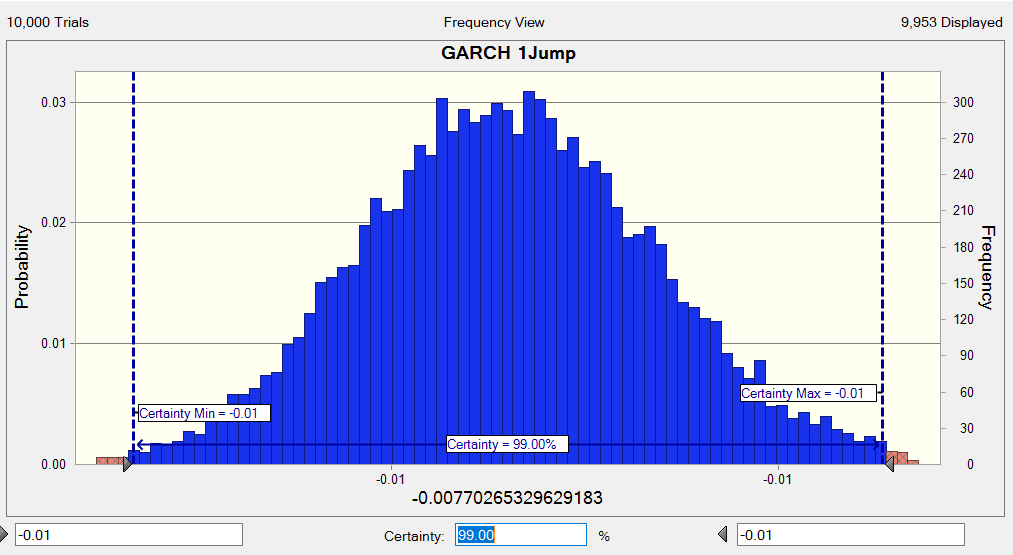 10,000 Trials
Frequency View
9,953 Displayed
GARCH 1Jump
0.03
0.02
0.01
0.00
Probability
300
270
240
210
180
150
120
90
60
30
0
Frequency
Certainty Min = -0.01
Certainty Max = -0.01
Certainty = 99.00%
-0.01
-0.01
-0.00770265329629183
-0.01
Certainty: 99.00 %
-0.01